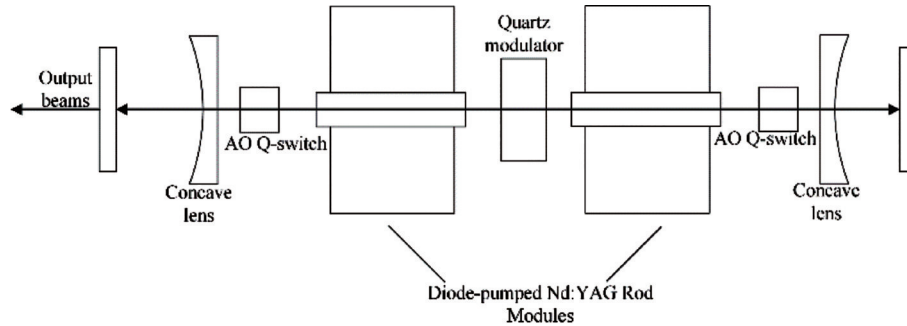 Quartz
modulator
Output
beams
AO Q-switch
AO Q-switch
Concave
lens
Concave
lens
Diode-pumped Nd:YAG Rod
Modules